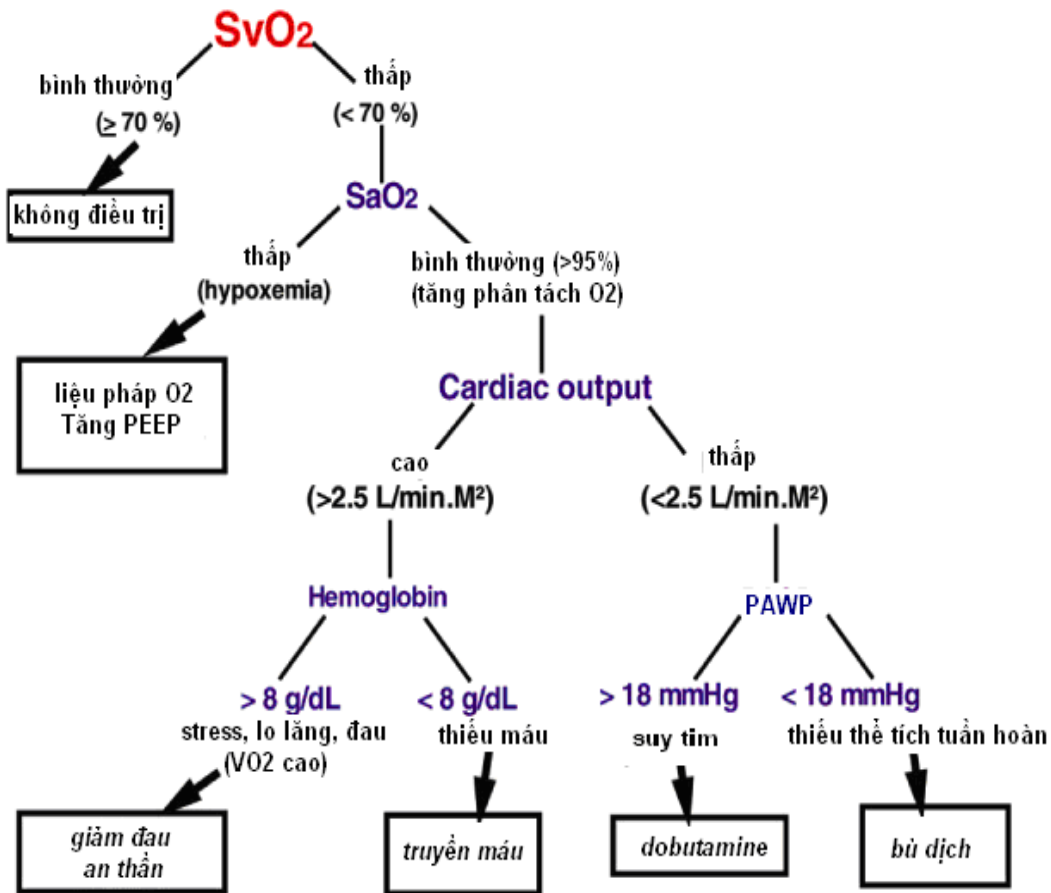 SvO2
bình thường
(≥ 70 %)
thấp
(< 70 %)
không điều trị
SaO2
thấp
(hypoxemia)
bình thường (>95%)
(tăng phân tách O2)
liệu pháp O2
Tăng PEEP
Cardiac output
cao
(>2.5 L/min.M²)
thấp
(<2.5 L/min.M²)
Hemoglobin
PAWP
> 8 g/dL
stress, lo lăng, đau
(VO2 cao)
< 8 g/dL
thiếu máu
> 18 mmHg
suy tim
< 18 mmHg
thiếu thể tích tuần hoàn
giảm đau
an thần
truyền máu
dobutamine
bù dịch